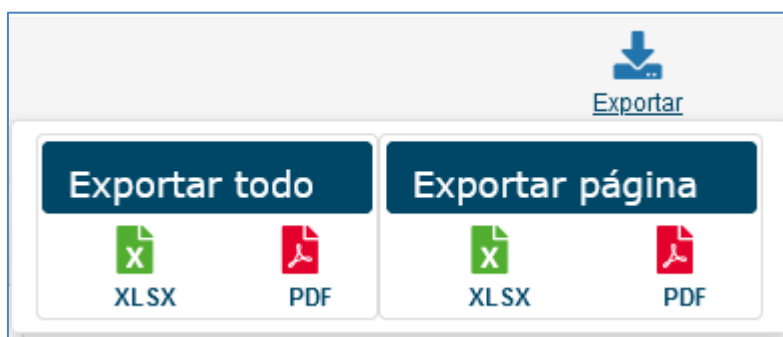 Exportar
Exportar todo
Exportar página
XLSX
PDF
XLSX
PDF